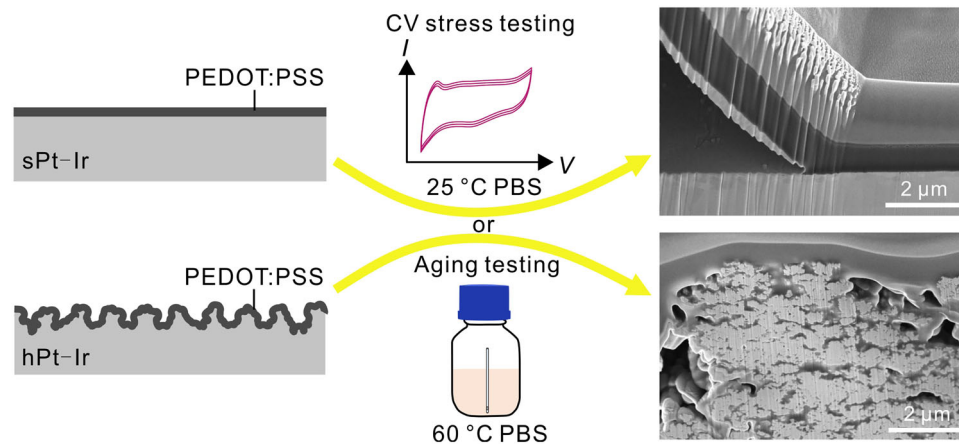 CV stress testing
I
V
25 °C PBS
or
Aging testing
60 °C PBS
PEDOT:PSS
sPt–Ir
PEDOT:PSS
hPt–Ir
2 µm
2 µm